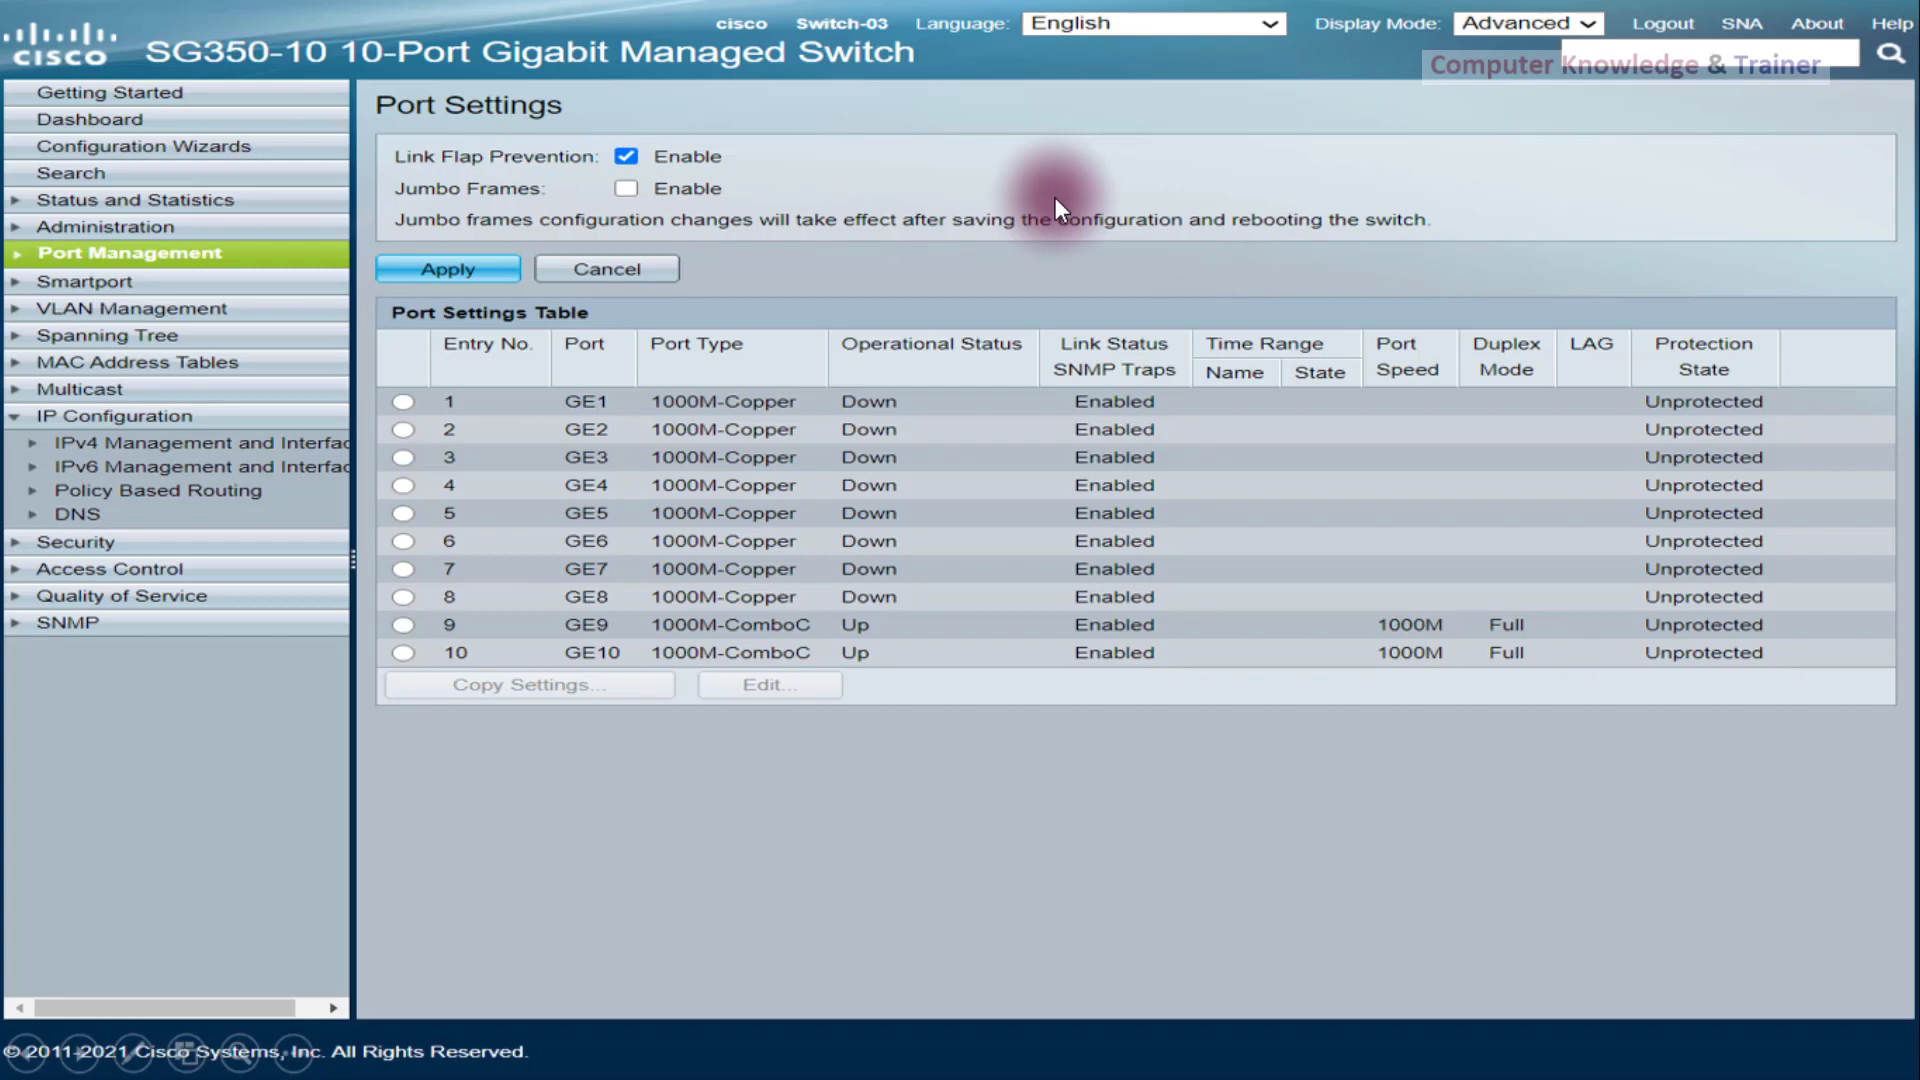 cisco Switch-03 Language: English Display Mode: Advanced Logout SNA About Help
cisco SG350-10 10-Port Gigabit Managed Switch
Computer Knowledge & Trainer
Getting Started
Dashboard
Configuration Wizards
Search
Status and Statistics
Administration
Port Management
Smartport
VLAN Management
Spanning Tree
MAC Address Tables
Multicast
IP Configuration
IPv4 Management and Interfac
IPv6 Management and Interfac
Policy Based Routing
DNS
Security
Access Control
Quality of Service
SNMP
Port Settings
Link Flap Prevention: Enable
Jumbo Frames: Enable
Jumbo frames configuration changes will take effect after saving the configuration and rebooting the switch.
Apply Cancel
Port Settings Table
Entry No. Port Port Type Operational Status Link Status SNMP Traps Time Range Name State Port Speed Duplex Mode LAG Protection State
1 GE1 1000M-Copper Down Enabled Unprotected
2 GE2 1000M-Copper Down Enabled Unprotected
3 GE3 1000M-Copper Down Enabled Unprotected
4 GE4 1000M-Copper Down Enabled Unprotected
5 GE5 1000M-Copper Down Enabled Unprotected
6 GE6 1000M-Copper Down Enabled Unprotected
7 GE7 1000M-Copper Down Enabled Unprotected
8 GE8 1000M-Copper Down Enabled Unprotected
9 GE9 1000M-ComboC Up Enabled 1000M Full Unprotected
10 GE10 1000M-ComboC Up Enabled 1000M Full Unprotected
Copy Settings... Edit...
© 2011-2021 Cisco Systems, Inc. All Rights Reserved.